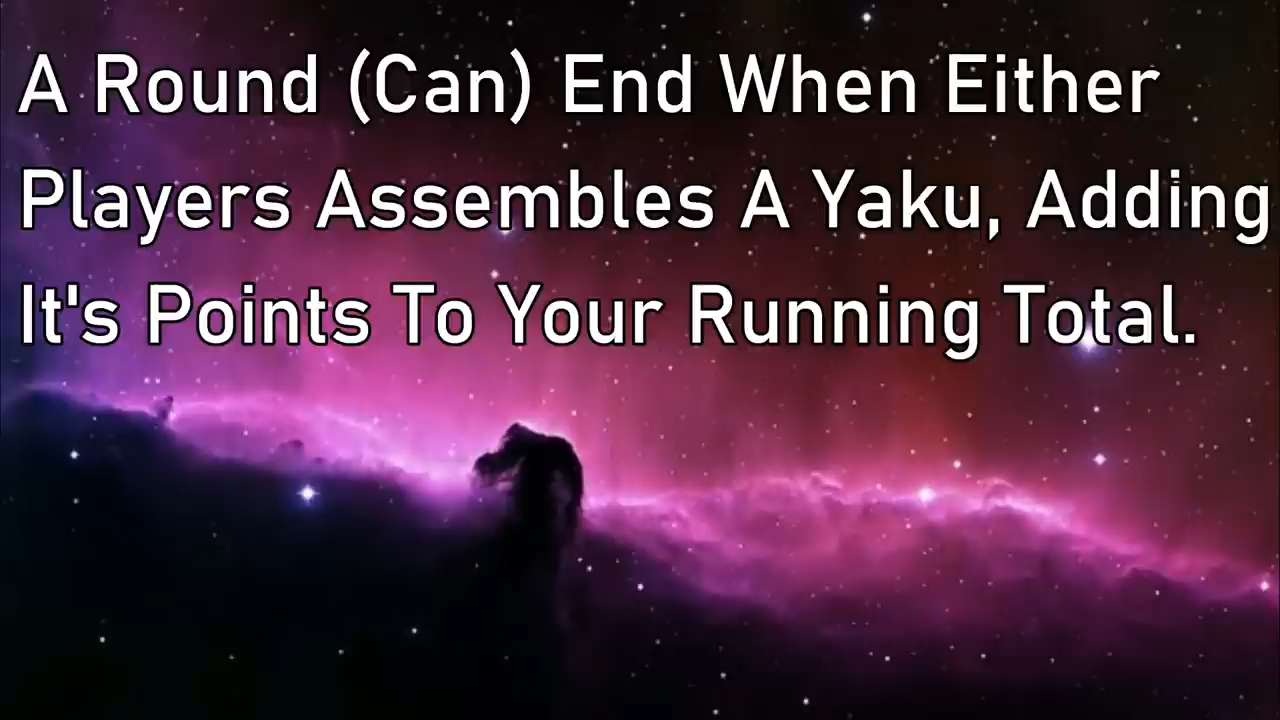 A Round (Can) End When Either
Players Assembles A Yaku, Adding
It's Points To Your Running Total.